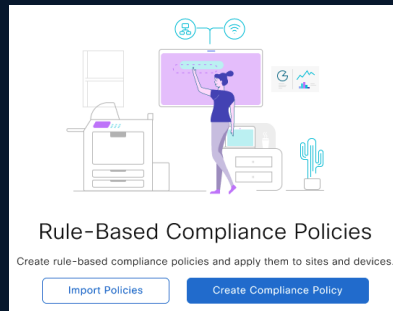 Rule-Based Compliance Policies
Create rule-based compliance policies and apply them to sites and devices.
Import Policies
Create Compliance Policy